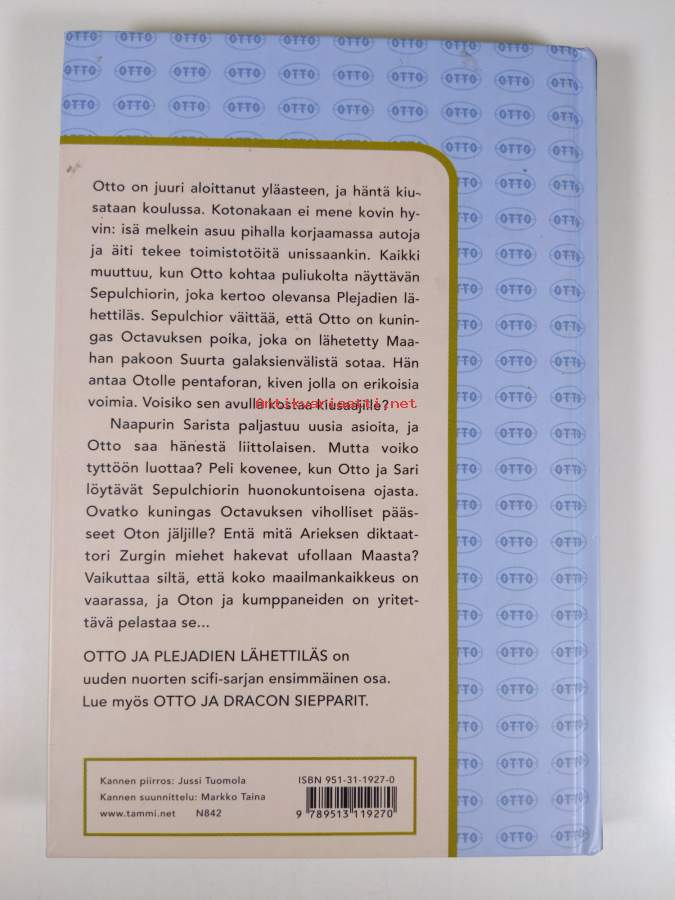 Otto on juuri aloittanut yläasteen, ja häntä kiu-
sataan koulussa. Kotonakaan ei mene kovin hy-
vin: isä melkein asuu pihalla korjaamassa autoja
ja äiti tekee toimistotöitä unissaankin. Kaikki
muuttuu, kun Otto kohtaa puliukolta näyttävän
Sepulchiorin, joka kertoo olevansa Plejadien lä-
hettiläs. Sepulchior väittää, että Otto on kunin-
gas Octavuksen poika, joka on lähetetty Maa-
han pakoon Suurta galaksienvälistä sotaa. Hän
antaa Otolle pentaforan, kiven jolla on erikoisia
voimia. Voisiko sen avulla kostaa kiusaajille?
Antikvariaatti.net
Naapurin Sarista paljastuu uusia asioita, ja
Otto saa hänestä liittolaisen. Mutta voiko
tyttöön luottaa? Peli kovenee, kun Otto ja Sari
löytävät Sepulchiorin huonokuntoisena ojasta.
Ovatko kuningas Octavuksen viholliset pääs-
seet Oton jäljille? Entä mitä Arieksen diktaat-
tori Zurgin miehet hakevat ufollaan Maasta?
Vaikuttaa siltä, että koko maailmankaikkeus on
vaarassa, ja Oton ja kumppaneiden on yritet-
tävä pelastaa se...
OTTO JA PLEJADIEN LÄHETTILÄS on
uuden nuorten scifi-sarjan ensimmäinen osa.
Lue myös OTTO JA DRACON SIEPPARIT.
Kannen piirros: Jussi Tuomola
Kannen suunnittelu: Markko Taina
www.tammi.net N842
ISBN 951-31-1927-0
9 789513 119270